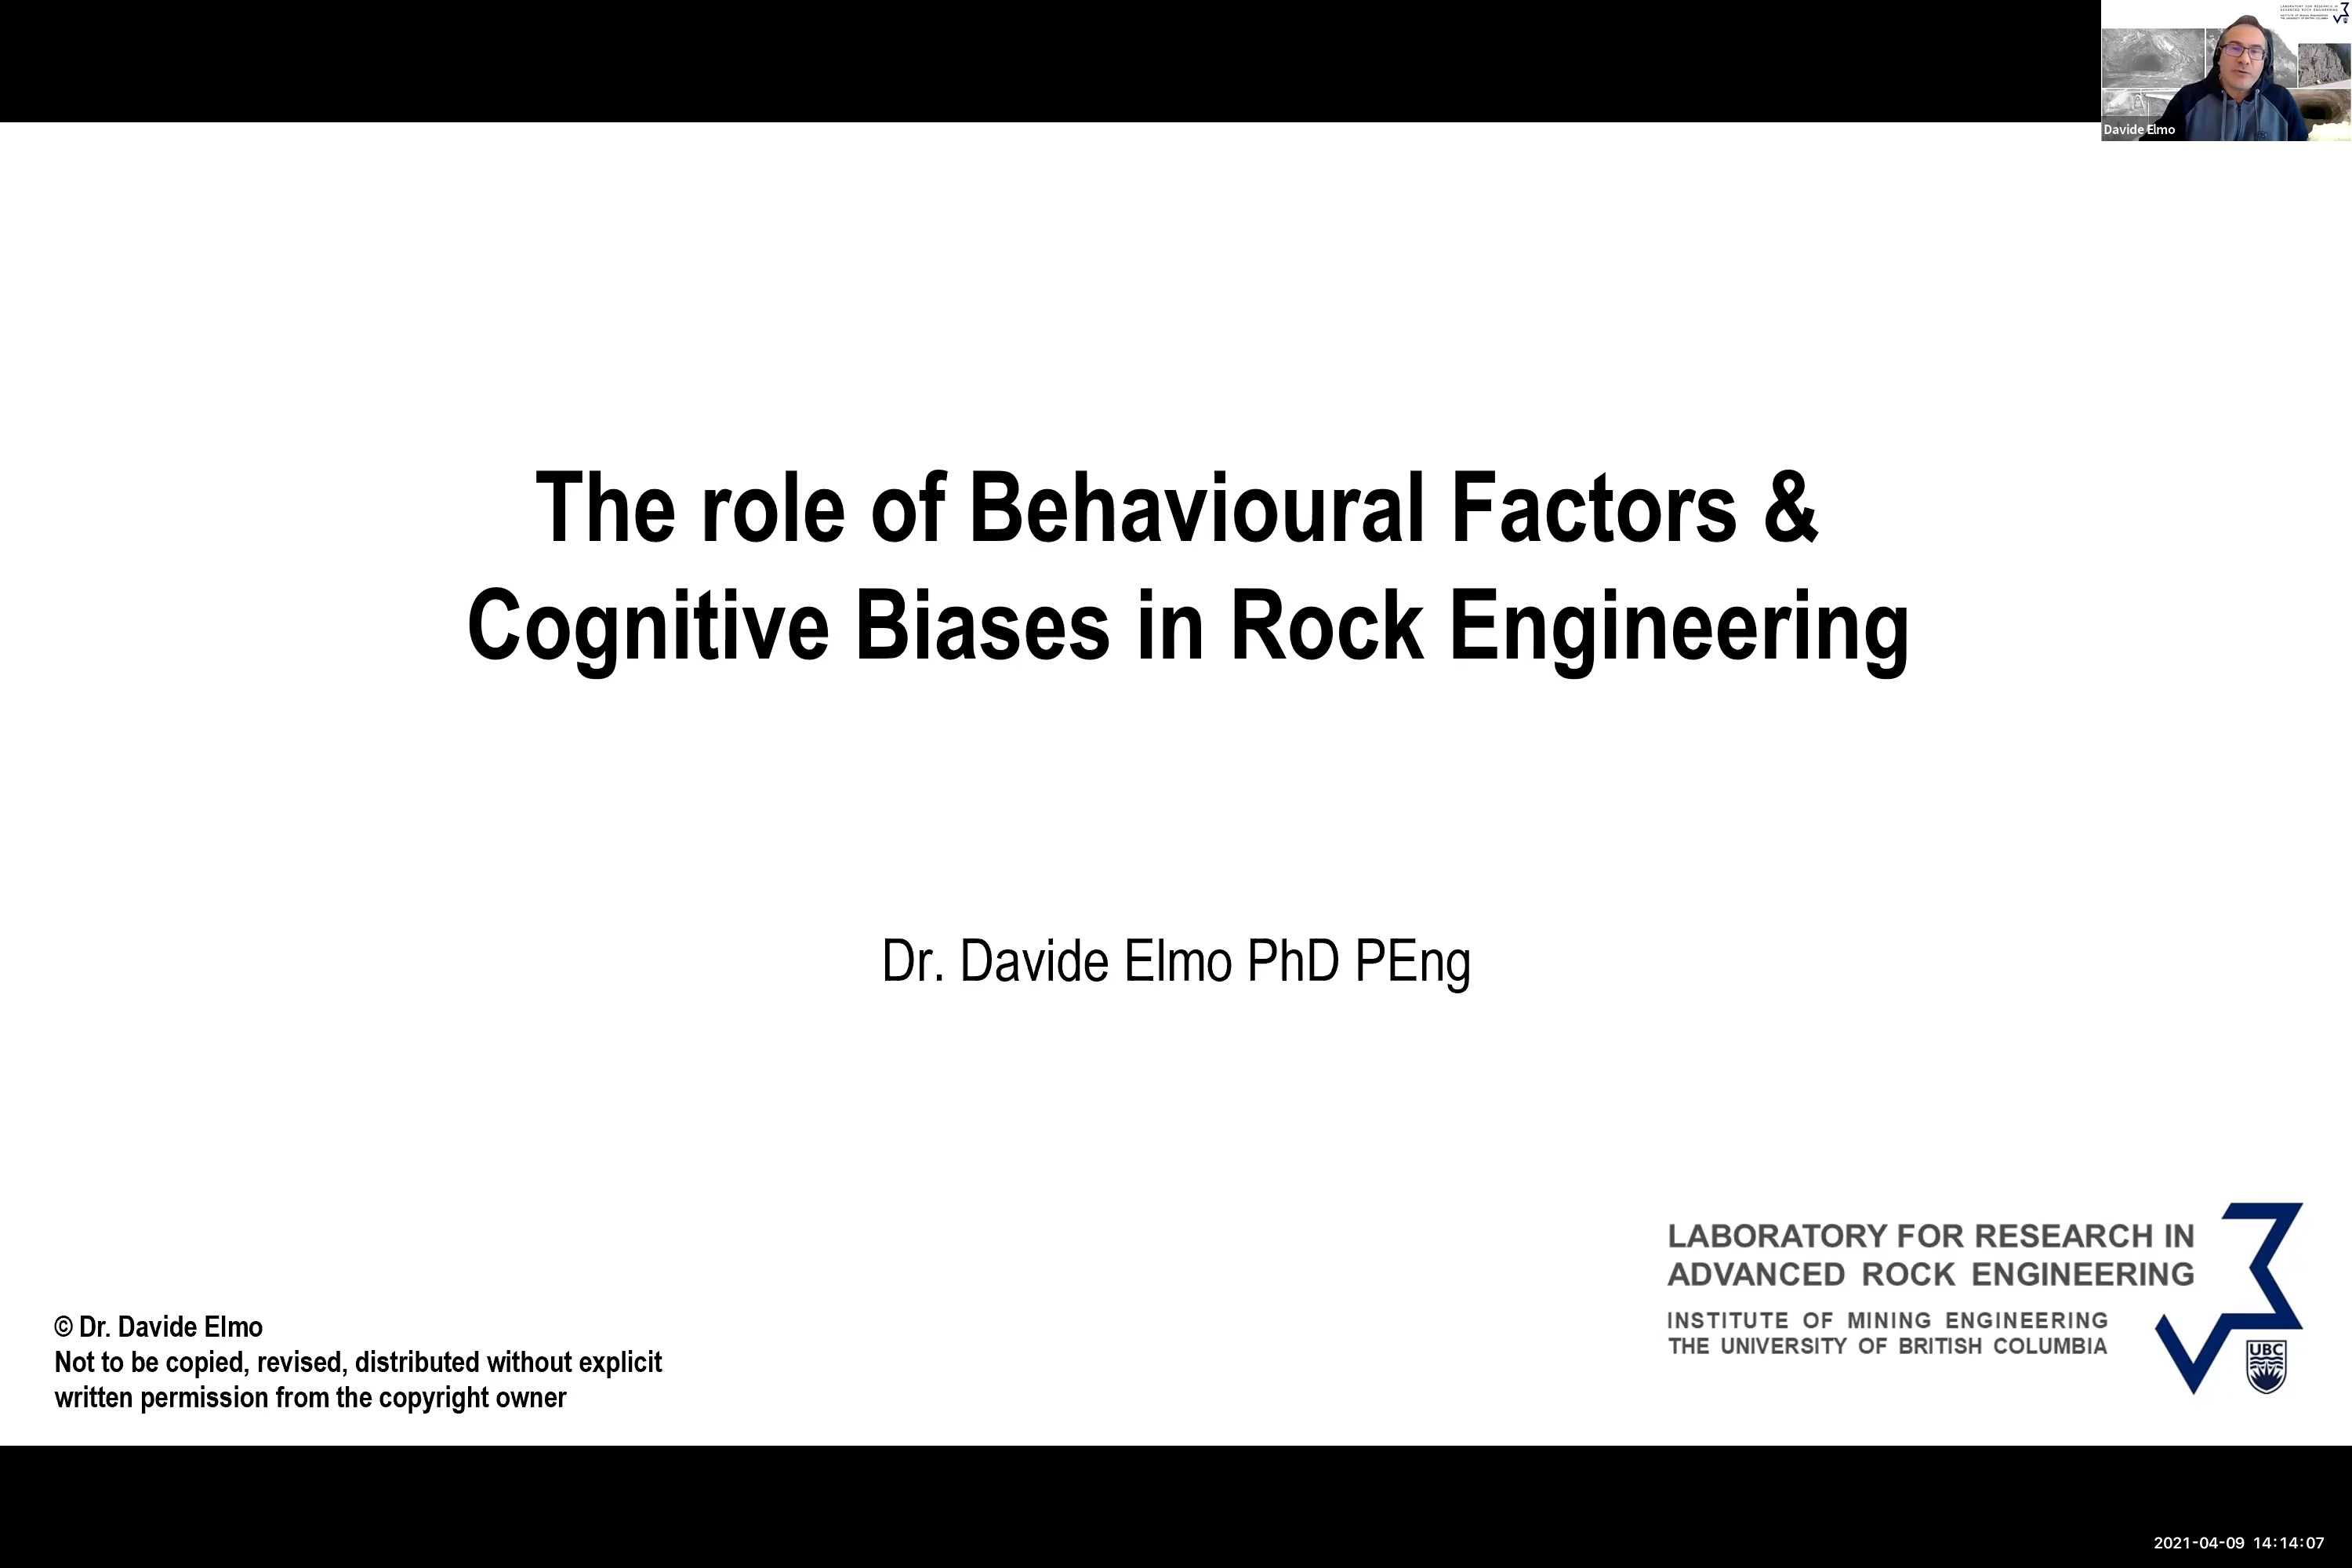 Davide Elmo
The role of Behavioural Factors &
Cognitive Biases in Rock Engineering
Dr. Davide Elmo PhD PEng
© Dr. Davide Elmo
Not to be copied, revised, distributed without explicit
written permission from the copyright owner
LABORATORY FOR RESEARCH IN
ADVANCED ROCK ENGINEERING
INSTITUTE OF MINING ENGINEERING
THE UNIVERSITY OF BRITISH COLUMBIA
UBC
2021-04-09 14:14:07